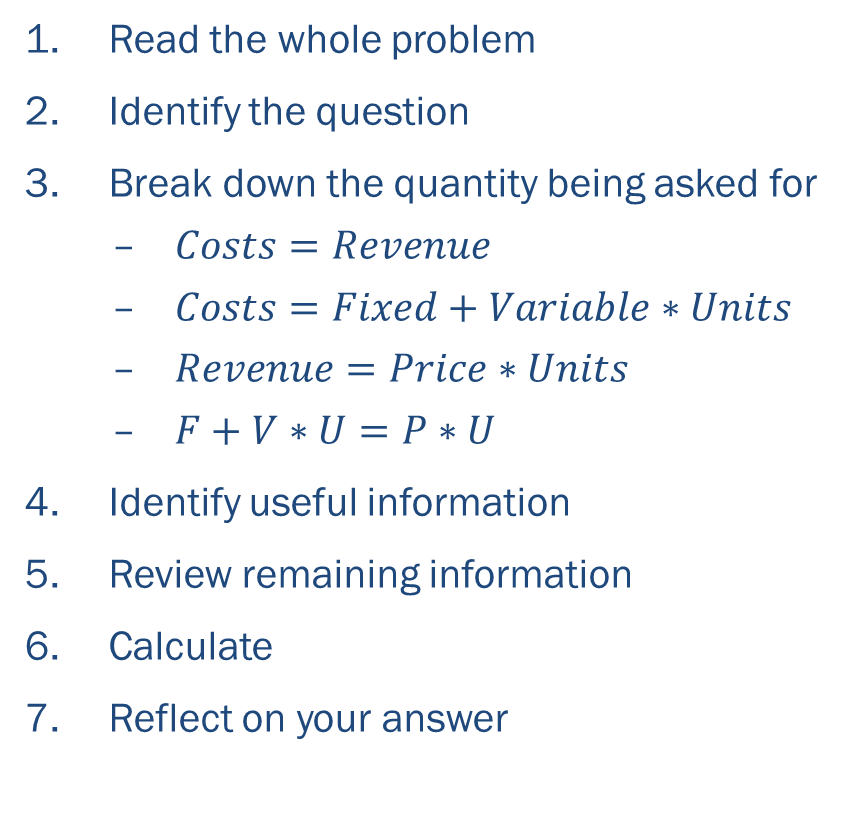 1. Read the whole problem
2. Identify the question
3. Break down the quantity being asked for
– Costs = Revenue
– Costs = Fixed + Variable ∗ Units
– Revenue = Price ∗ Units
– F + V ∗ U = P ∗ U
4. Identify useful information
5. Review remaining information
6. Calculate
7. Reflect on your answer